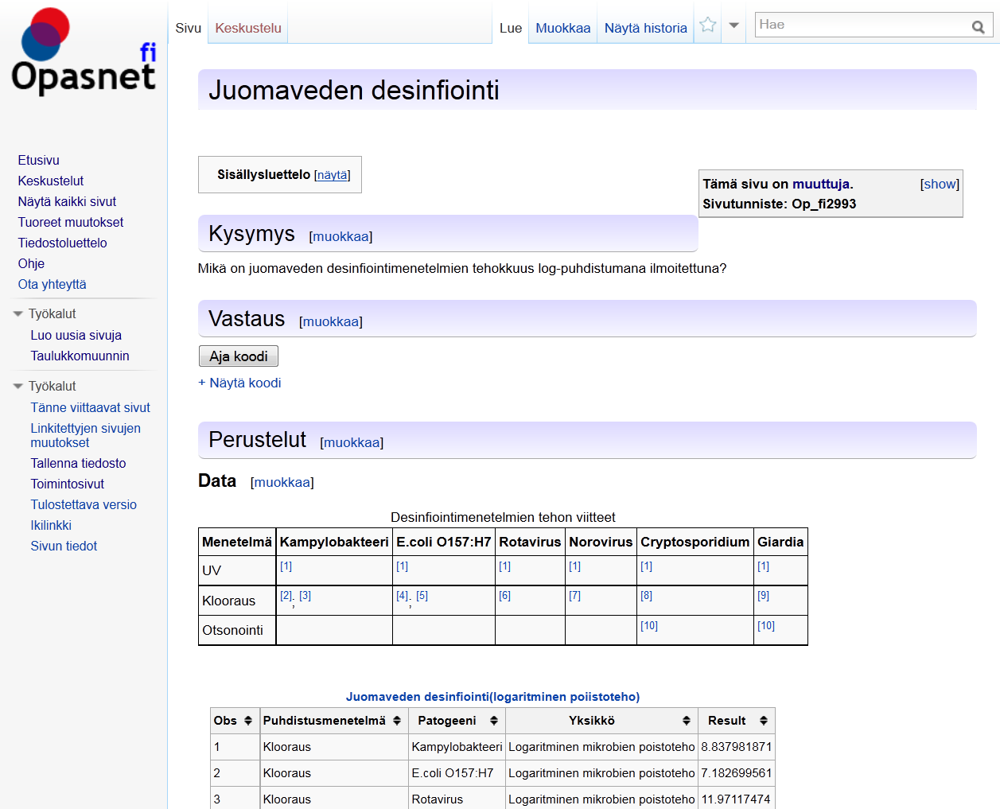 fi
Opasnet
Sivu Keskustelu Lue Muokkaa Näytä historia Hae
Juomaveden desinfiointi
Etusivu
Keskustelut
Näytä kaikki sivut
Tuoreet muutokset
Tiedostoluettelo
Ohje
Ota yhteyttä
Työkalut
Luo uusia sivuja
Taulukkomuunnin
Työkalut
Tänne viittaavat sivut
Linkitettyjen sivujen
muutokset
Tallenna tiedosto
Toimintosivut
Tulostettava versio
Ikilinkki
Sivun tiedot
Sisällysluettelo [näytä]
Tämä sivu on muuttuja. [show]
Sivutunniste: Op_fi2993
Kysymys [muokkaa]
Mikä on juomaveden desinfiointimenetelmien tehokkuus log-puhdistumana ilmoitettuna?
Vastaus [muokkaa]
Aja koodi
+ Näytä koodi
Perustelut [muokkaa]
Data [muokkaa]
Desinfiointimenetelmien tehon viitteet
Menetelmä Kampylobakteeri E.coli O157:H7 Rotavirus Norovirus Cryptosporidium Giardia
UV [1] [1] [1] [1] [1] [1]
Klooraus [2]; [3] [4]; [5] [6] [7] [8] [9]
Otsonointi [10] [10]
Juomaveden desinfiointi(logaritminen poiistoteho)
Obs Puhdistusmenetelmä Patogeeni Yksikkö Result
1 Klooraus Kampylobakteeri Logaritminen mikrobien poistoteho 8.837981871
2 Klooraus E.coli O157:H7 Logaritminen mikrobien poistoteho 7.182699561
3 Klooraus Rotavirus Logaritminen mikrobien poistoteho 11.97117474